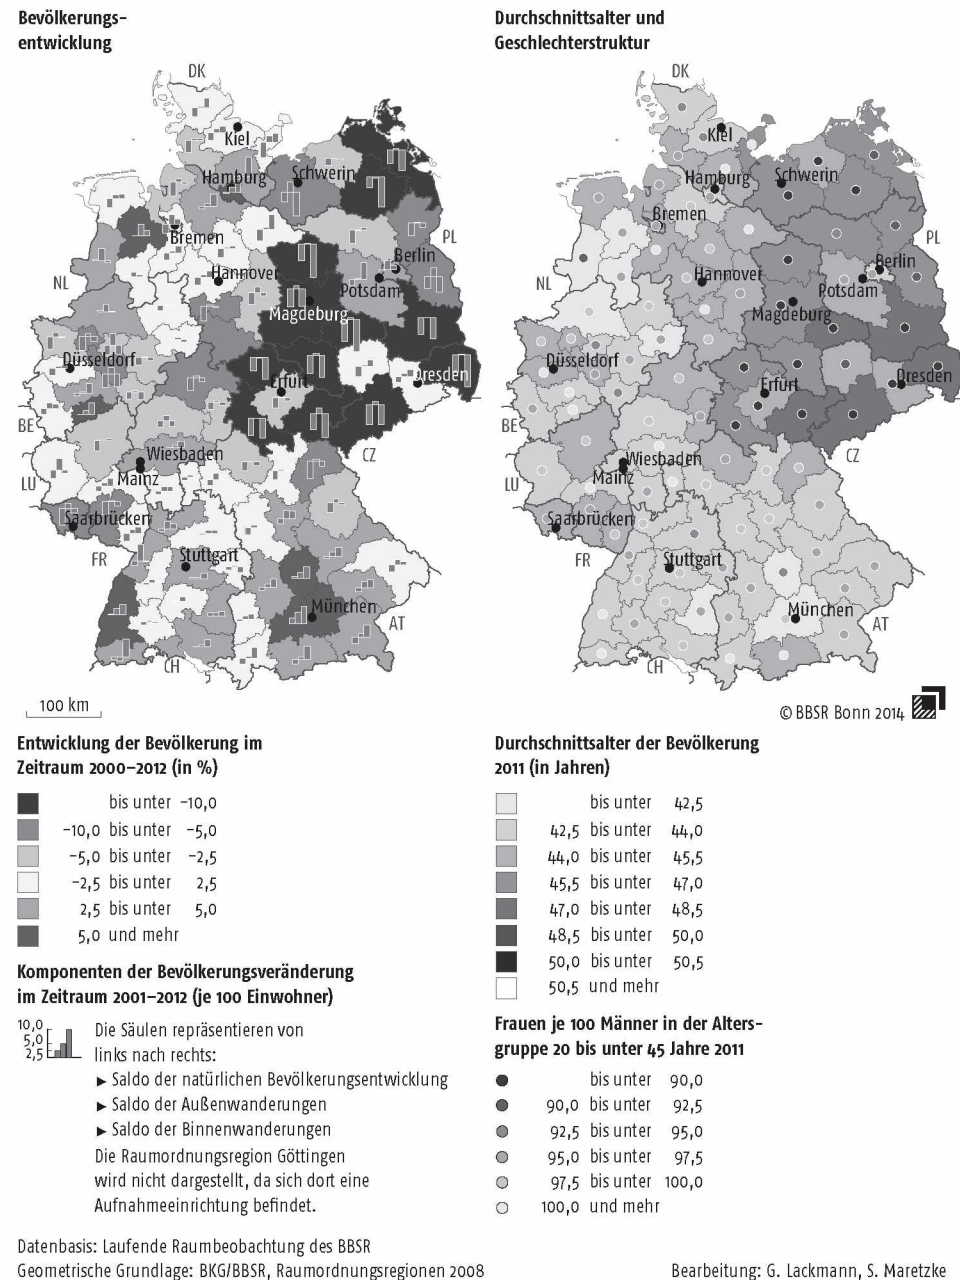 Bevölkerungs-
entwicklung
DK
Kiel
Hamburg
Schwerin
Bremen
PL
Berlin
NL
Hannover
Potsdam
Magdeburg
Düsseldorf
Erfurt
Dresden
BE
Wiesbaden
CZ
Mainz
LU
Saarbrücken
FR
Stuttgart
München
AT
CH
100 km
Durchschnittsalter und
Geschlechterstruktur
DK
Kiel
Schwerin
Hamburg
Bremen
PL
Berlin
NL
Hannover
Potsdam
Magdeburg
Düsseldorf
Erfurt
Dresden
BE
Wiesbaden
CZ
Mainz
LU
Saarbrücken
FR
Stuttgart
München
AT
CH
© BBSR Bonn 2014
Entwicklung der Bevölkerung im
Zeitraum 2000–2012 (in %)
bis unter –10,0
–10,0 bis unter –5,0
–5,0 bis unter –2,5
–2,5 bis unter 2,5
2,5 bis unter 5,0
5,0 und mehr
Komponenten der Bevölkerungsveränderung
im Zeitraum 2001–2012 (je 100 Einwohner)
10,0
5,0
2,5
Die Säulen repräsentieren von
links nach rechts:
► Saldo der natürlichen Bevölkerungsentwicklung
► Saldo der Außenwanderungen
► Saldo der Binnenwanderungen
Die Raumordnungsregion Göttingen
wird nicht dargestellt, da sich dort eine
Aufnahmeeinrichtung befindet.
Durchschnittsalter der Bevölkerung
2011 (in Jahren)
bis unter 42,5
42,5 bis unter 44,0
44,0 bis unter 45,5
45,5 bis unter 47,0
47,0 bis unter 48,5
48,5 bis unter 50,0
50,0 bis unter 50,5
50,5 und mehr
Frauen je 100 Männer in der Alters-
gruppe 20 bis unter 45 Jahre 2011
bis unter 90,0
90,0 bis unter 92,5
92,5 bis unter 95,0
95,0 bis unter 97,5
97,5 bis unter 100,0
100,0 und mehr
Datenbasis: Laufende Raumbeobachtung des BBSR
Geometrische Grundlage: BKG/BBSR, Raumordnungsregionen 2008
Bearbeitung: G. Lackmann, S. Maretzke